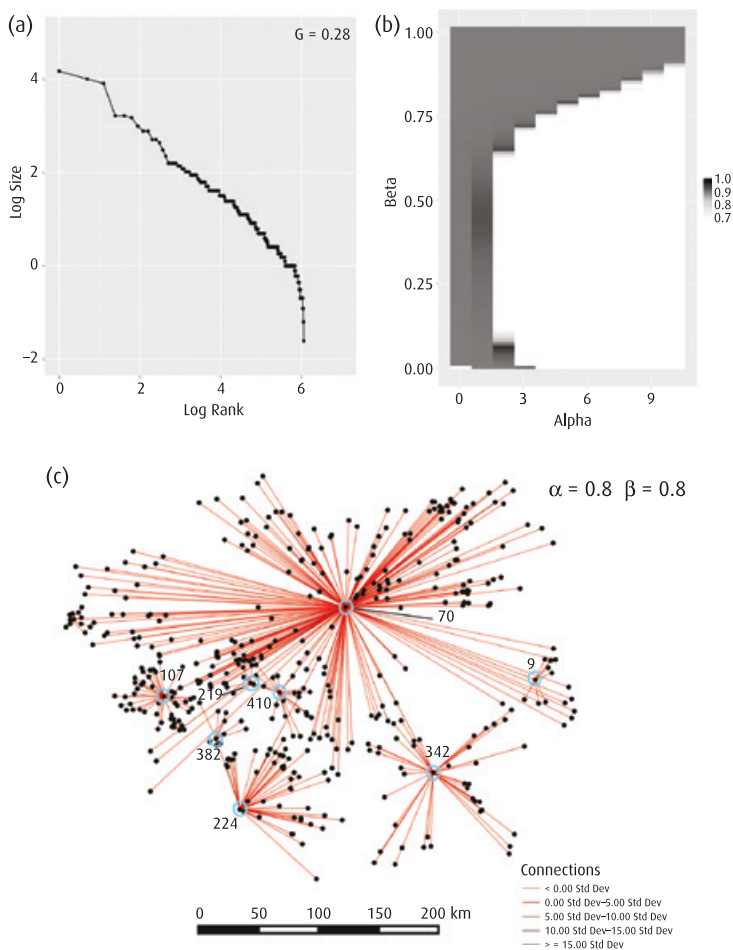 (a)
G = 0.28
4
2
0
−2
Log Size
0 2 4 6
Log Rank
(b)
1.00
0.75
0.50
0.25
0.00
Beta
0 3 6 9
Alpha
1.0
0.9
0.8
0.7
(c)
α = 0.8 β = 0.8
70
9
107
219
410
382
342
224
Connections
< 0.00 Std Dev
0.00 Std Dev–5.00 Std Dev
5.00 Std Dev–10.00 Std Dev
10.00 Std Dev–15.00 Std Dev
> = 15.00 Std Dev
0 50 100 150 200 km